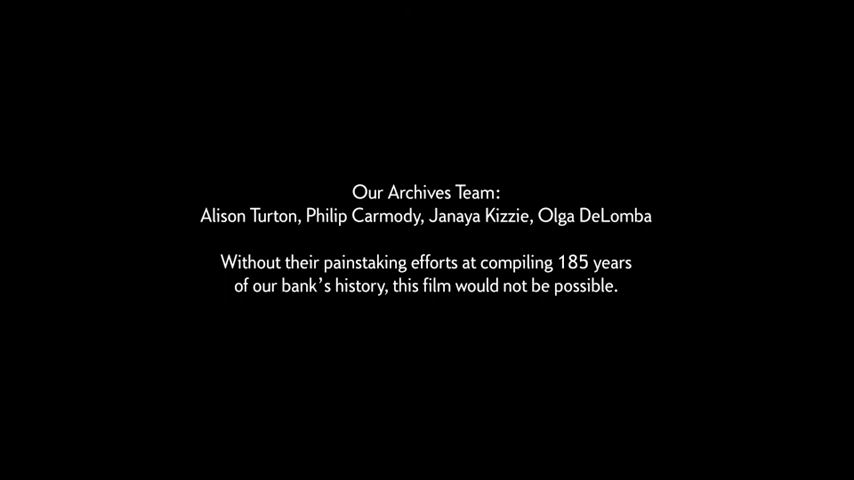 Our Archives Team:
Alison Turton, Philip Carmody, Janaya Kizzie, Olga DeLomba
Without their painstaking efforts at compiling 185 years
of our bank's history, this film would not be possible.